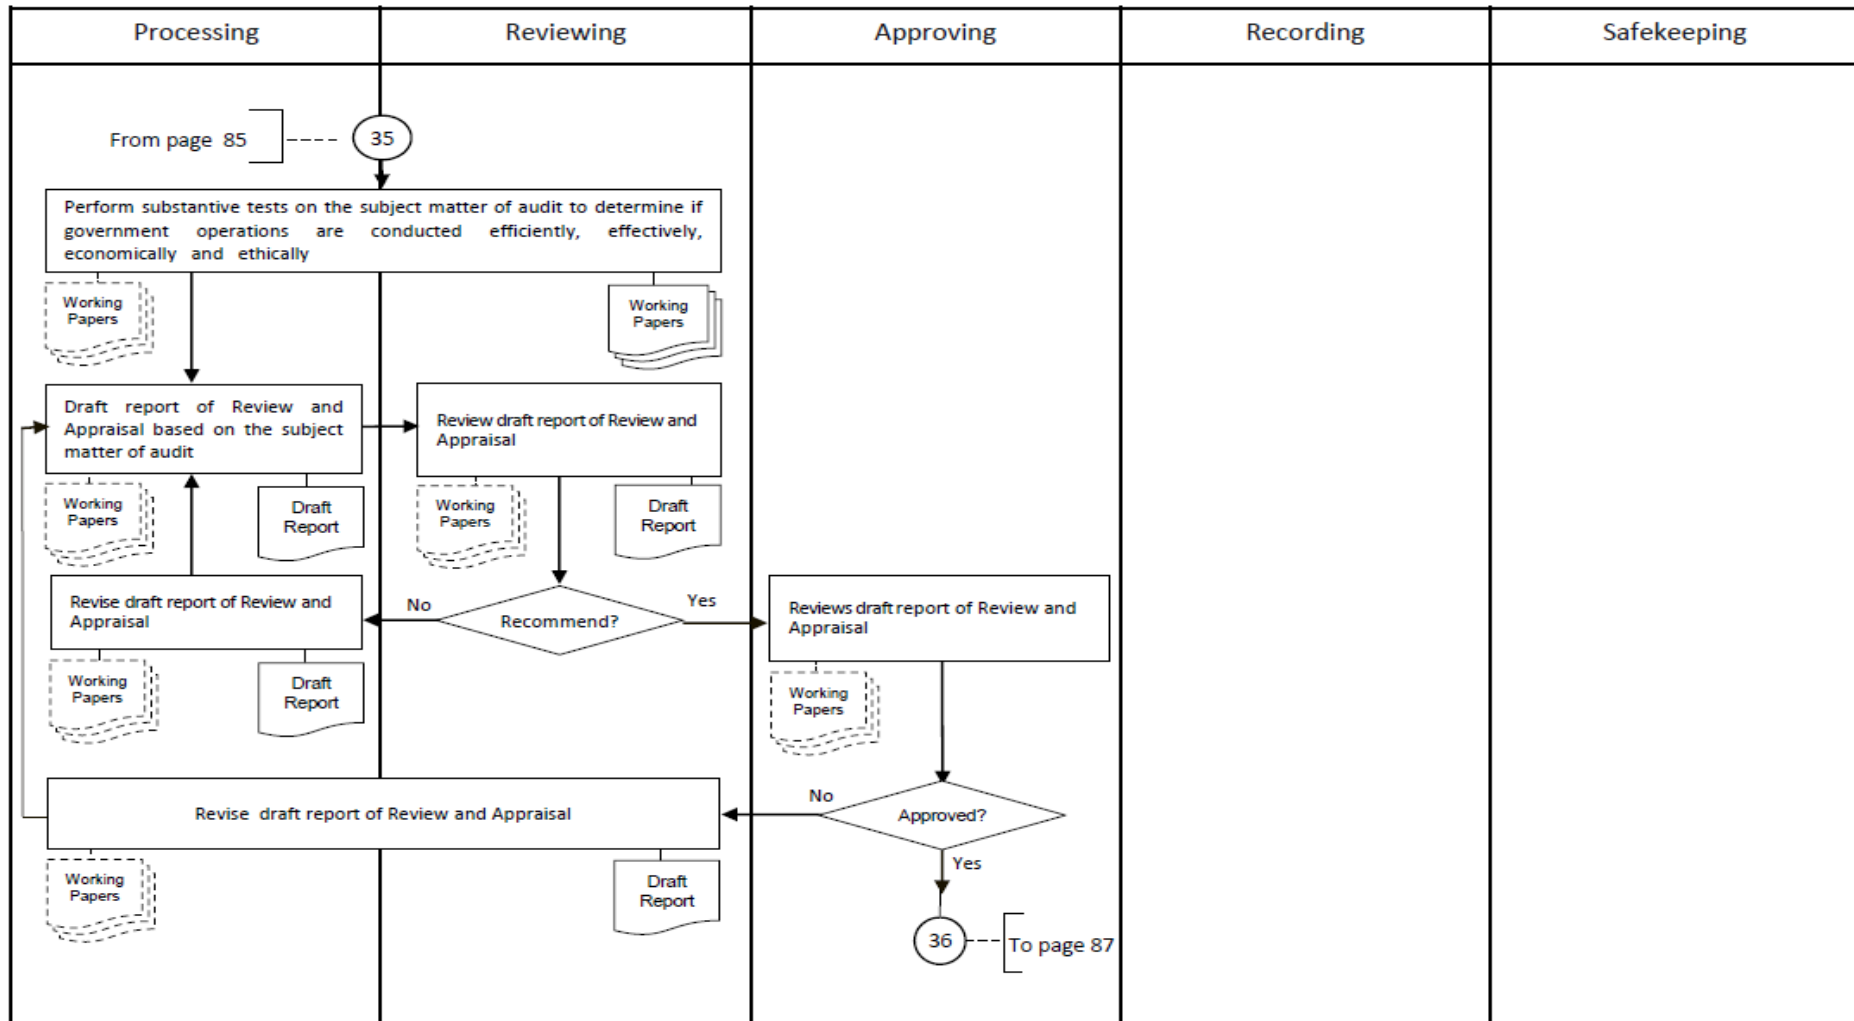 Processing
Reviewing
Approving
Recording
Safekeeping
From page 85
35
Perform substantive tests on the subject matter of audit to determine if
government operations are conducted efficiently, effectively,
economically and ethically
Working
Papers
Working
Papers
Draft report of Review and
Appraisal based on the subject
matter of audit
Review draft report of Review and
Appraisal
Working
Papers
Draft
Report
Working
Papers
Draft
Report
Revise draft report of Review and
Appraisal
No
Recommend?
Yes
Reviews draft report of Review and
Appraisal
Working
Papers
Draft
Report
Working
Papers
Revise draft report of Review and Appraisal
No
Approved?
Yes
Working
Papers
Draft
Report
36
To page 87